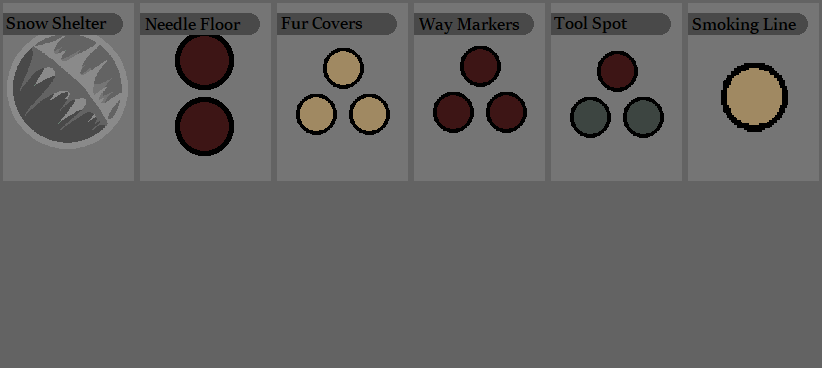 Snow Shelter
Needle Floor
Fur Covers
Way Markers
Tool Spot
Smoking Line